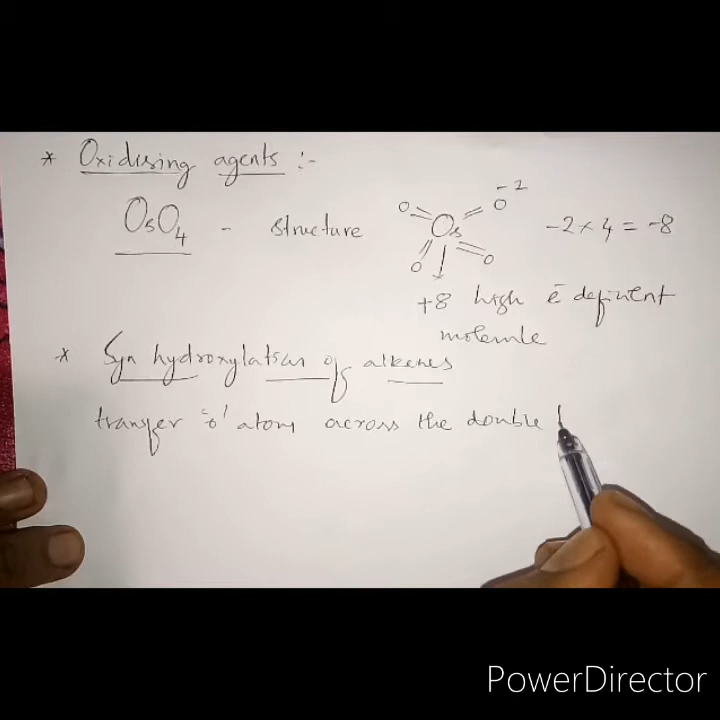 * Oxidising agents :-
OsO4 - structure
O Os O -2
O O
-2 x 4 = -8
+8 high e̅ deficient
molecule
* Syn hydroxylation of alkenes
transfer 'o' atom across the double b
PowerDirector